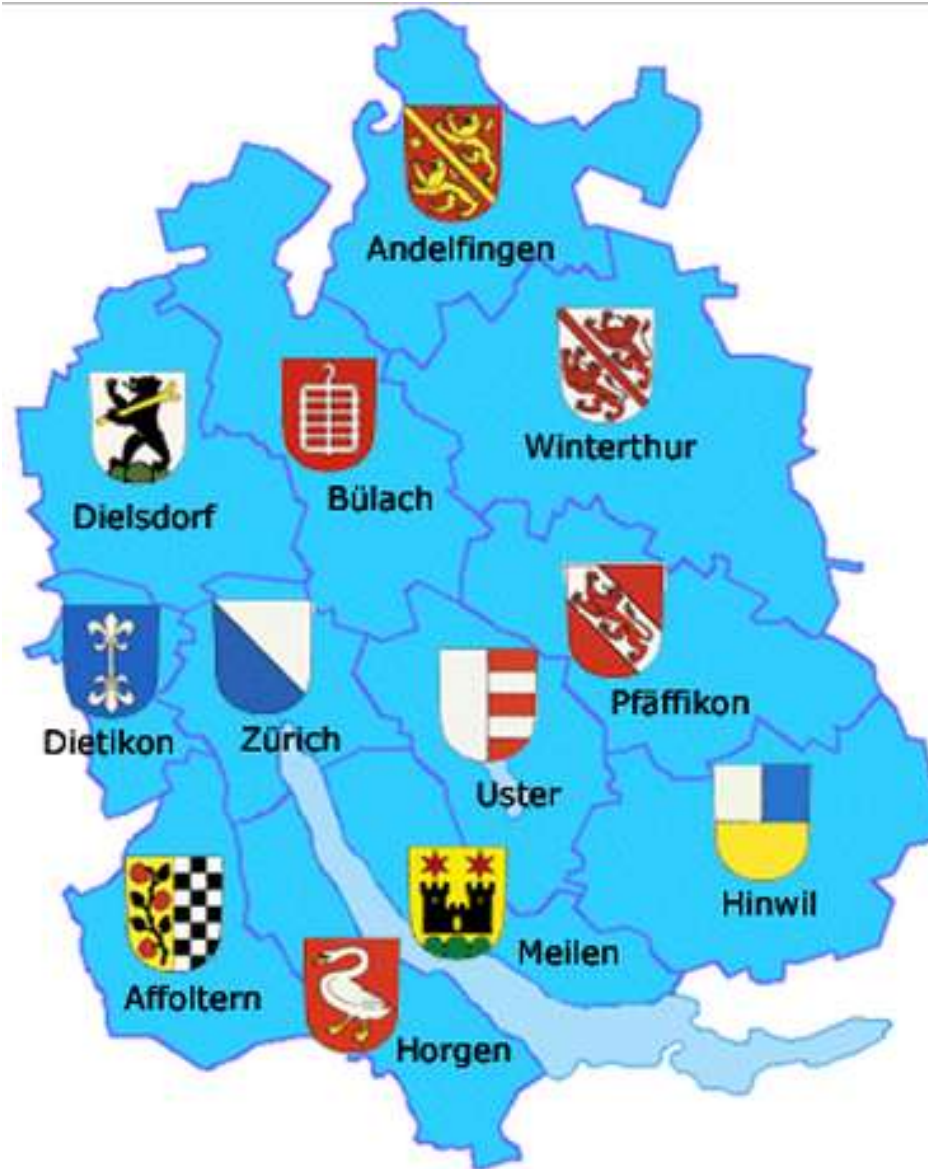 Andelfingen
Winterthur
Bülach
Dielsdorf
Pfäffikon
Dietikon
Zürich
Uster
Hinwil
Meilen
Affoltern
Horgen